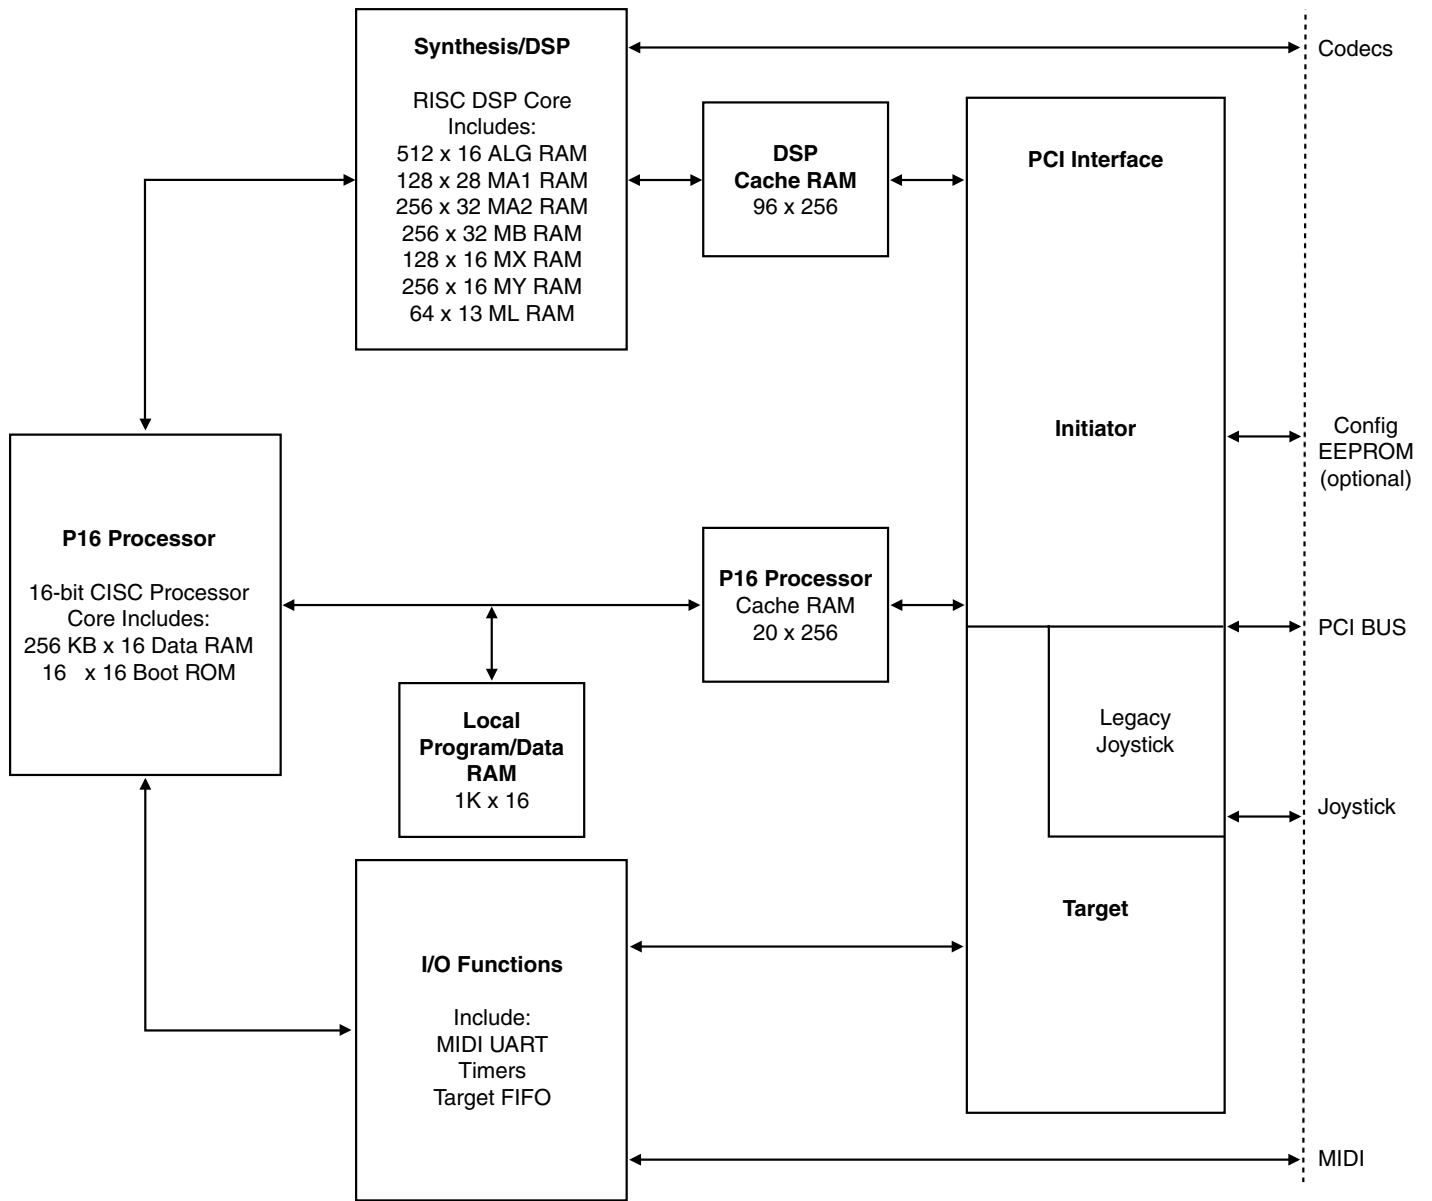 Synthesis/DSP
RISC DSP Core
Includes:
512 x 16 ALG RAM
128 x 28 MA1 RAM
256 x 32 MA2 RAM
256 x 32 MB RAM
128 x 16 MX RAM
256 x 16 MY RAM
64 x 13 ML RAM
DSP
Cache RAM
96 x 256
PCI Interface
Initiator
Codecs
Config
EEPROM
(optional)
P16 Processor
16-bit CISC Processor
Core Includes:
256 KB x 16 Data RAM
16 x 16 Boot ROM
P16 Processor
Cache RAM
20 x 256
PCI BUS
Local
Program/Data
RAM
1K x 16
Legacy
Joystick
Joystick
Target
I/O Functions
Include:
MIDI UART
Timers
Target FIFO
MIDI